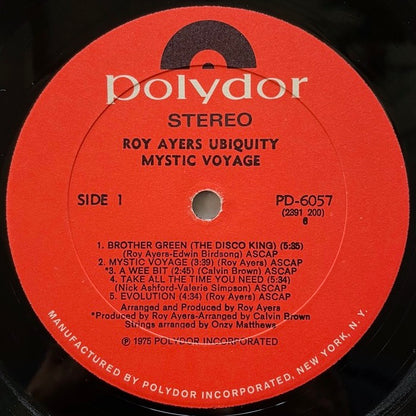 polydor
STEREO
ROY AYERS UBIQUITY
MYSTIC VOYAGE
SIDE 1
PD-6057
(2391 200)
6
1. BROTHER GREEN (THE DISCO KING) (5:35)
(Roy Ayers-Edwin Birdsong) ASCAP
2. MYSTIC VOYAGE (3:39) (Roy Ayers) ASCAP
*3. A WEE BIT (2:45) (Calvin Brown) ASCAP
4. TAKE ALL THE TIME YOU NEED (5:34)
(Nick Ashford-Valerie Simpson) ASCAP
5. EVOLUTION (4:34) (Roy Ayers) ASCAP
Arranged and Produced by Roy Ayers
*Produced by Roy Ayers-Arranged by Calvin Brown
Strings arranged by Onzy Matthews
℗ 1975 POLYDOR INCORPORATED
MANUFACTURED BY POLYDOR INCORPORATED, NEW YORK, N.Y.